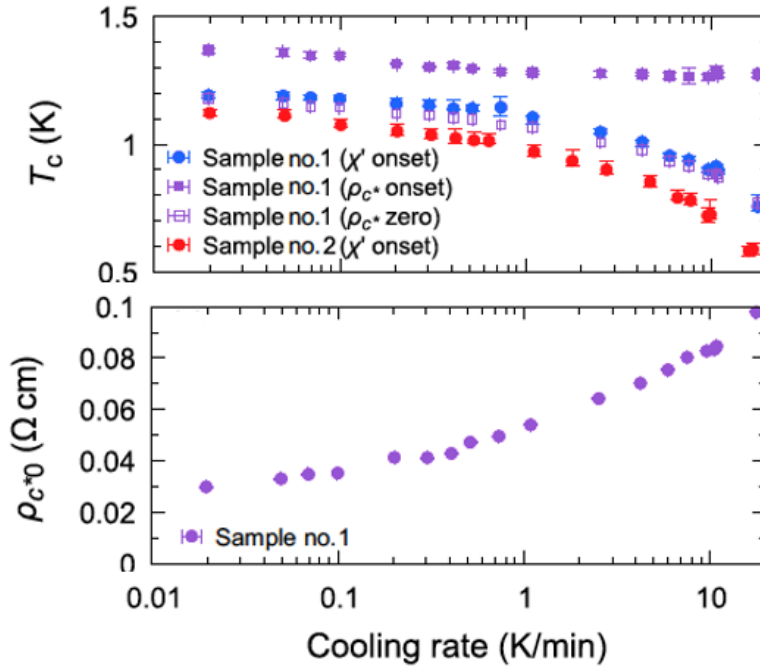 1.5
1
0.5
T_c (K)
Sample no.1 (χ' onset)
Sample no.1 (ρ_c* onset)
Sample no.1 (ρ_c* zero)
Sample no.2 (χ' onset)
0.1
0.08
0.06
0.04
0.02
0
ρ_c*0 (Ω cm)
Sample no.1
0.01 0.1 1 10
Cooling rate (K/min)